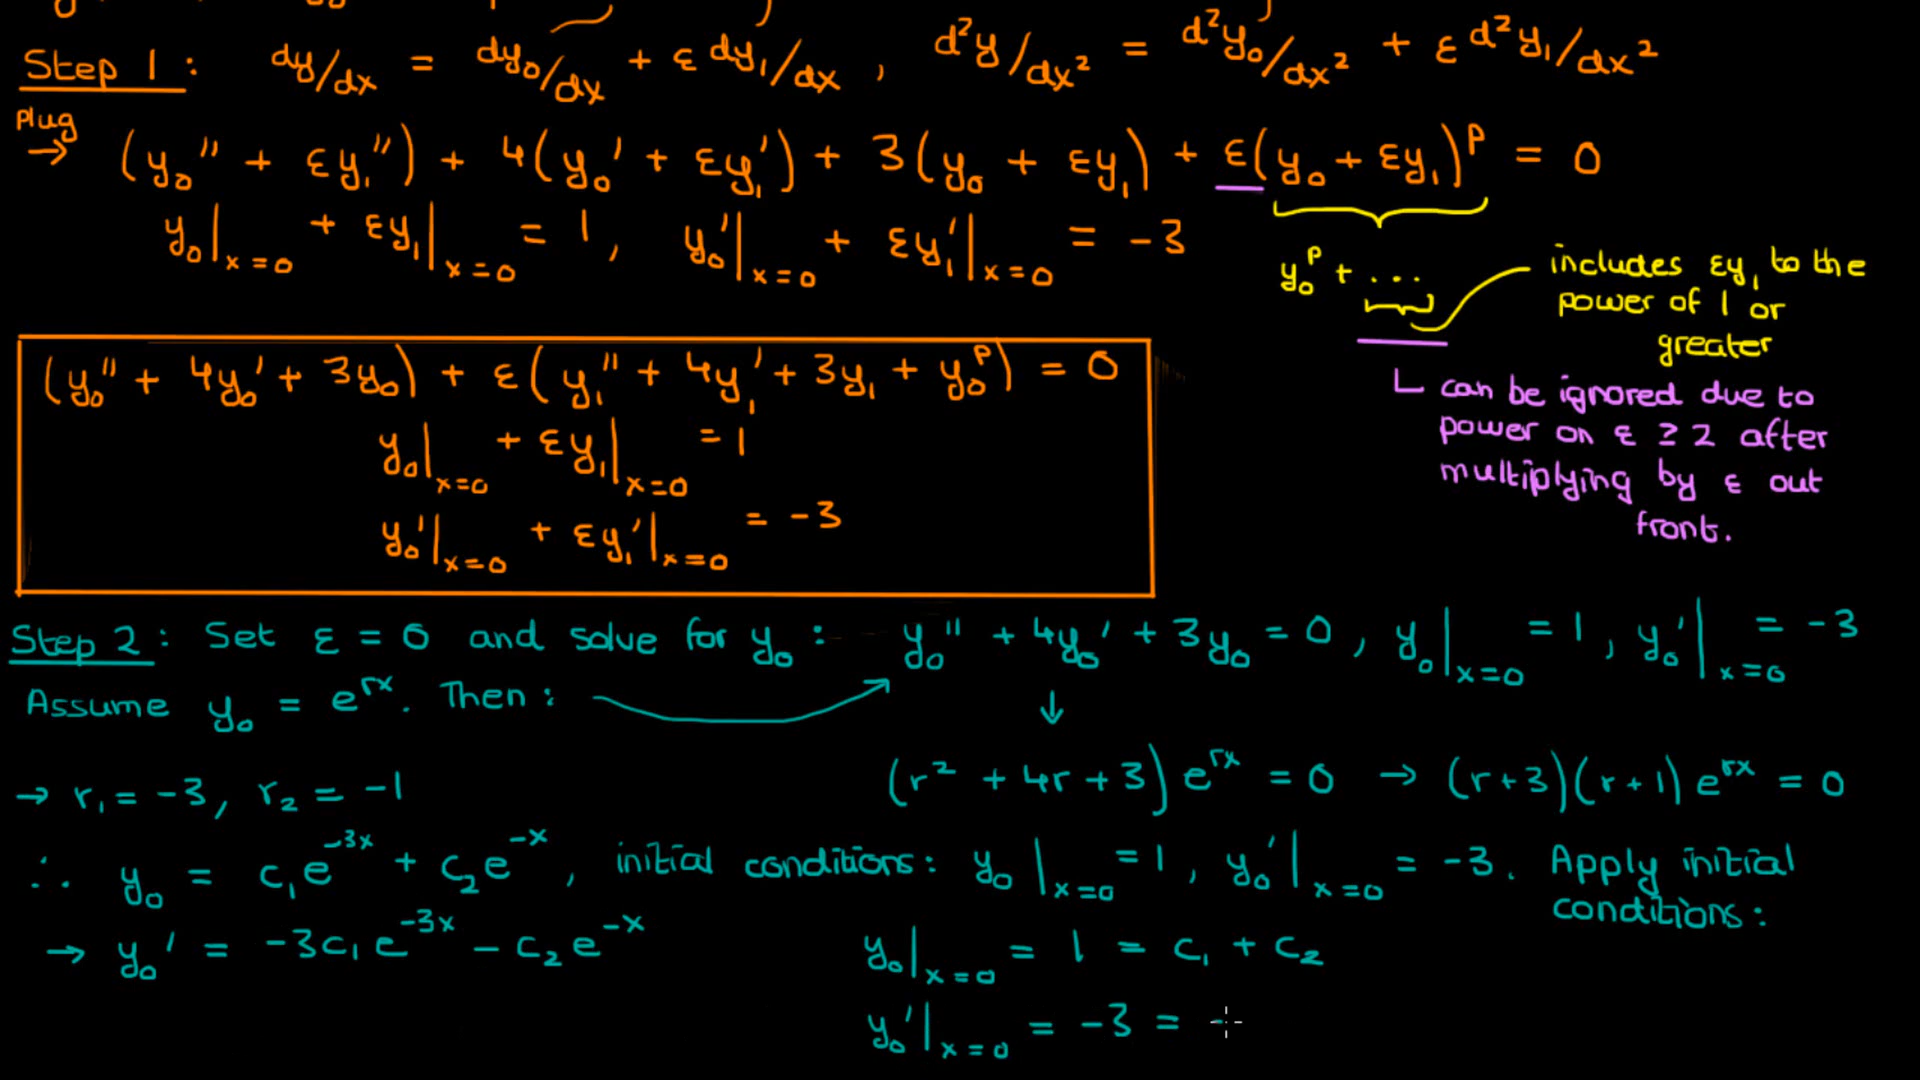 Step 1: dy/dx = dy₀/dx + ε dy₁/dx , d²y/dx² = d²y₀/dx² + ε d²y₁/dx²
Plug
→ (y₀'' + εy₁'') + 4(y₀' + εy₁') + 3(y₀ + εy₁) + ε(y₀ + εy₁)ᵖ = 0
y₀|ₓ₌₀ + εy₁|ₓ₌₀ = 1, y₀'|ₓ₌₀ + εy₁'|ₓ₌₀ = -3
y₀ᵖ + ...
includes εy₁ to the
power of 1 or
greater
(y₀'' + 4y₀' + 3y₀) + ε(y₁'' + 4y₁' + 3y₁ + y₀ᵖ) = 0
y₀|ₓ₌₀ + εy₁|ₓ₌₀ = 1
y₀'|ₓ₌₀ + εy₁'|ₓ₌₀ = -3
can be ignored due to
power on ε ≥ 2 after
multiplying by ε out
front.
Step 2: Set ε = 0 and solve for y₀: y₀'' + 4y₀' + 3y₀ = 0, y₀|ₓ₌₀ = 1, y₀'|ₓ₌₀ = -3
Assume y₀ = eʳˣ. Then:
↓
→ r₁ = -3, r₂ = -1
(r² + 4r + 3)eʳˣ = 0 → (r+3)(r+1)eʳˣ = 0
∴ y₀ = c₁e⁻³ˣ + c₂e⁻ˣ, initial conditions: y₀|ₓ₌₀ = 1, y₀'|ₓ₌₀ = -3. Apply initial
conditions:
→ y₀' = -3c₁e⁻³ˣ - c₂e⁻ˣ
y₀|ₓ₌₀ = 1 = c₁ + c₂
y₀'|ₓ₌₀ = -3 = -